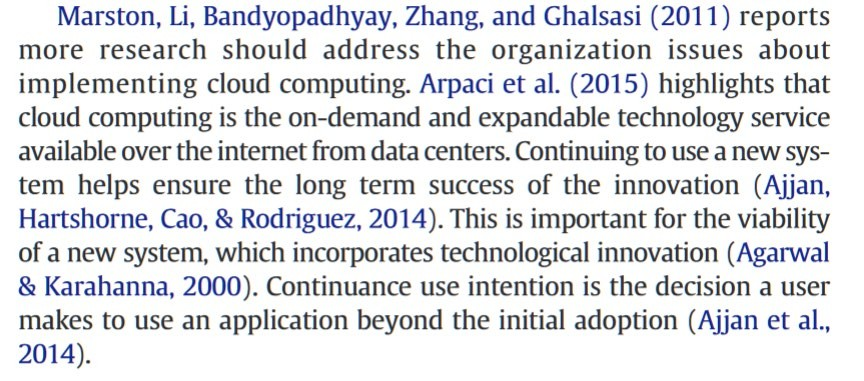 Marston, Li, Bandyopadhyay, Zhang, and Ghalsasi (2011) reports
more research should address the organization issues about
implementing cloud computing. Arpaci et al. (2015) highlights that
cloud computing is the on-demand and expandable technology service
available over the internet from data centers. Continuing to use a new sys-
tem helps ensure the long term success of the innovation (Ajjan,
Hartshorne, Cao, & Rodriguez, 2014). This is important for the viability
of a new system, which incorporates technological innovation (Agarwal
& Karahanna, 2000). Continuance use intention is the decision a user
makes to use an application beyond the initial adoption (Ajjan et al.,
2014).